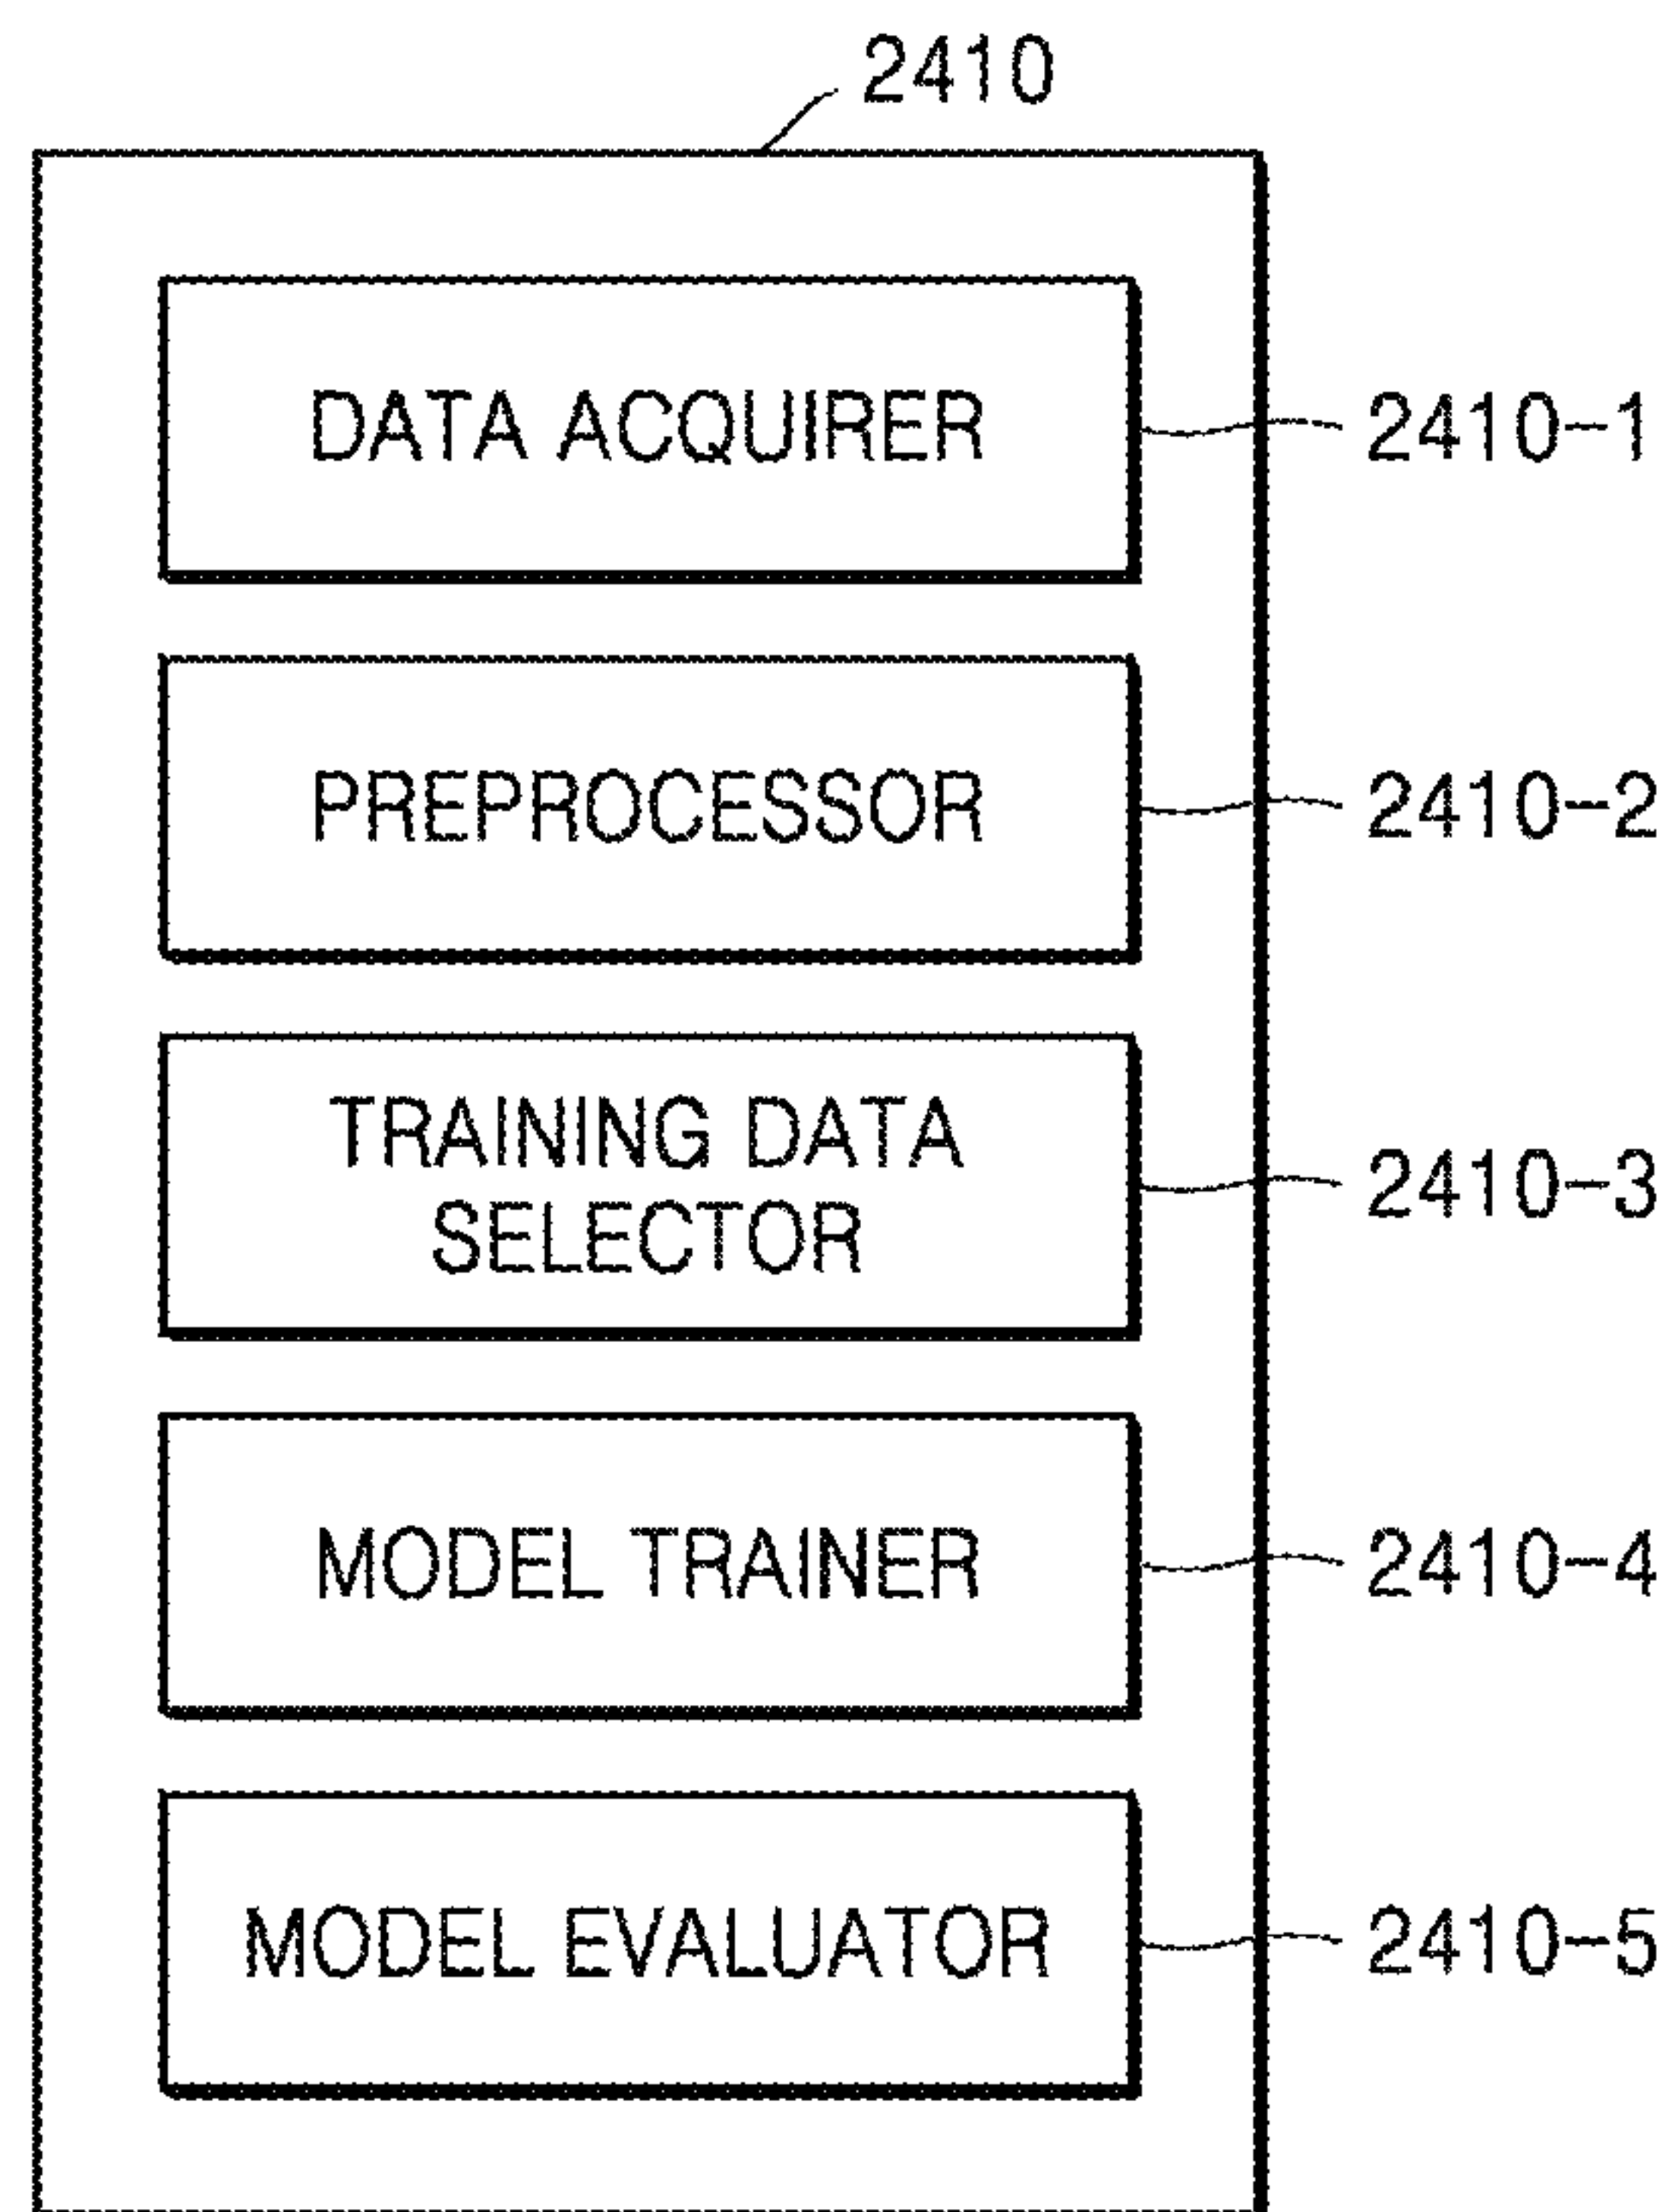 2410
DATA ACQUIRER
2410-1
PREPROCESSOR
2410-2
TRAINING DATA
SELECTOR
2410-3
MODEL TRAINER
2410-4
MODEL EVALUATOR
2410-5